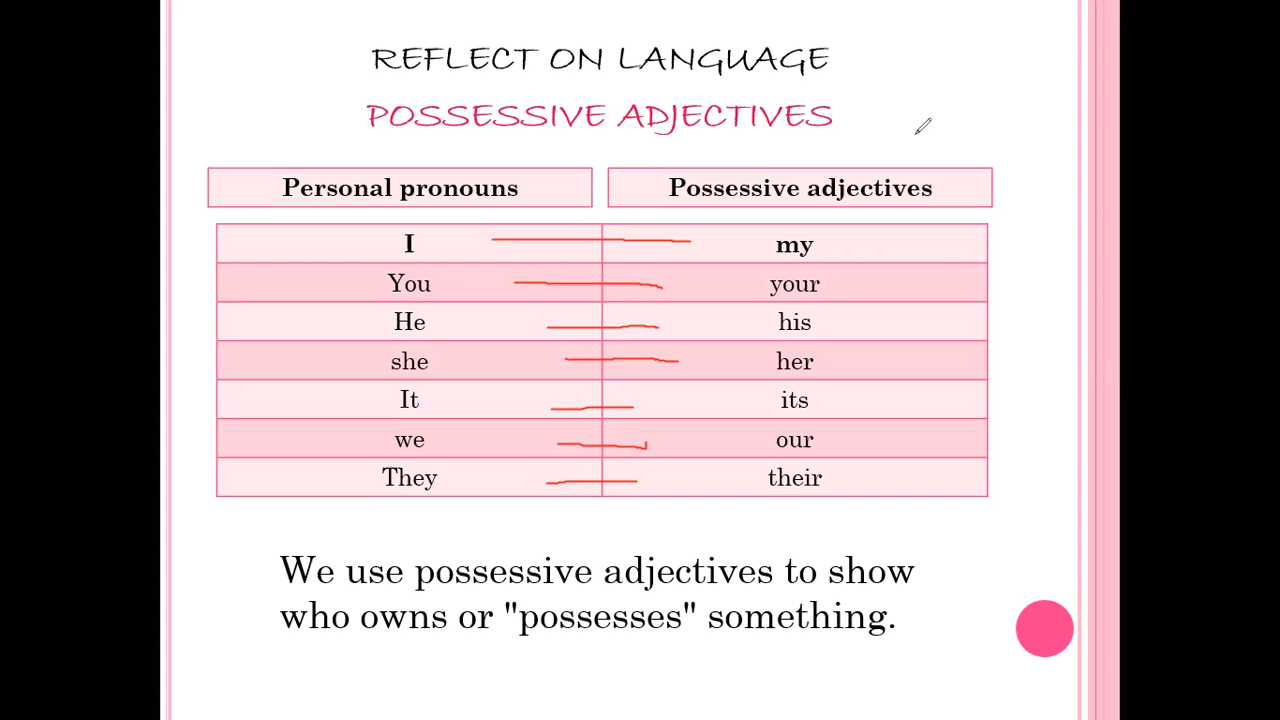 REFLECT ON LANGUAGE
POSSESSIVE ADJECTIVES
Personal pronouns Possessive adjectives
I my
You your
He his
she her
It its
we our
They their
We use possessive adjectives to show
who owns or "possesses" something.